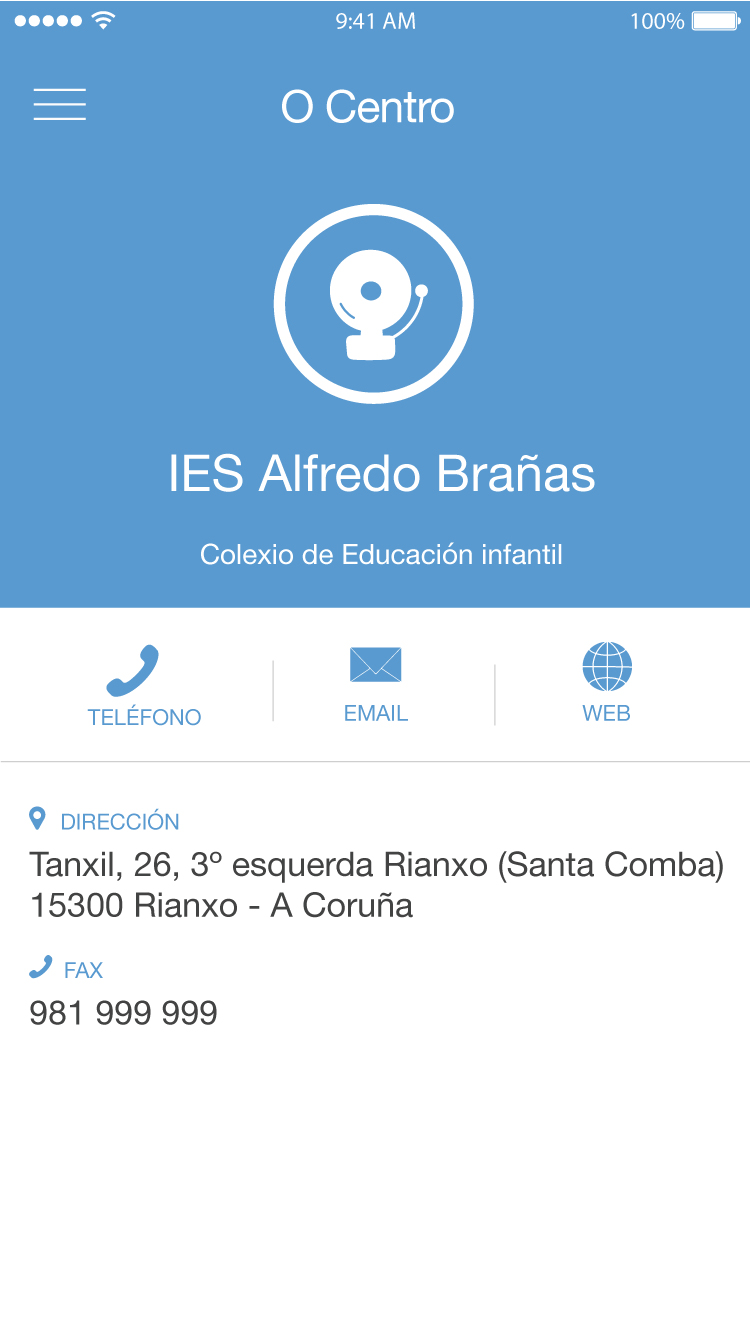 9:41 AM
100%
O Centro
IES Alfredo Brañas
Colexio de Educación infantil
TELÉFONO
EMAIL
WEB
DIRECCIÓN
Tanxil, 26, 3º esquerda Rianxo (Santa Comba)
15300 Rianxo - A Coruña
FAX
981 999 999